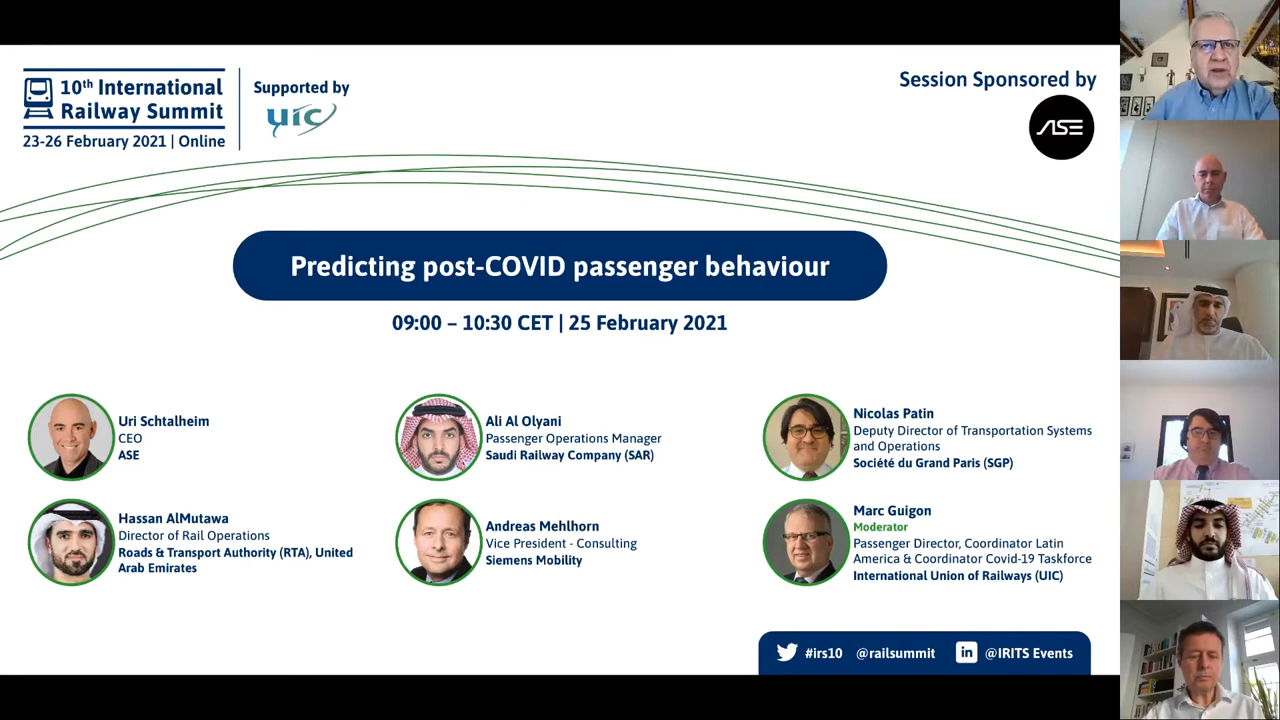 10th International
Railway Summit
23-26 February 2021 | Online
Supported by
uic
Session Sponsored by
ASE
Predicting post-COVID passenger behaviour
09:00 – 10:30 CET | 25 February 2021
Uri Schtalheim
CEO
ASE
Ali Al Olyani
Passenger Operations Manager
Saudi Railway Company (SAR)
Nicolas Patin
Deputy Director of Transportation Systems
and Operations
Société du Grand Paris (SGP)
Hassan AlMutawa
Director of Rail Operations
Roads & Transport Authority (RTA), United
Arab Emirates
Andreas Mehlhorn
Vice President - Consulting
Siemens Mobility
Marc Guigon
Moderator
Passenger Director, Coordinator Latin
America & Coordinator Covid-19 Taskforce
International Union of Railways (UIC)
#irs10 @railsummit in @IRITS Events